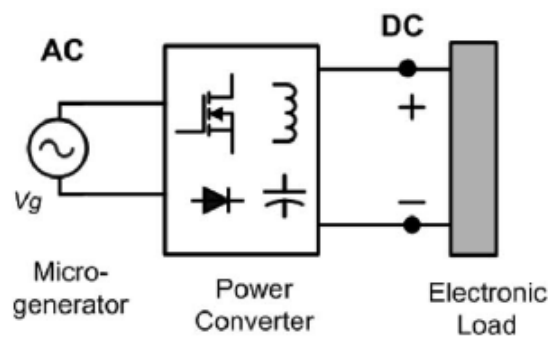 AC
DC
+
−
Vg
Micro-
generator
Power
Converter
Electronic
Load